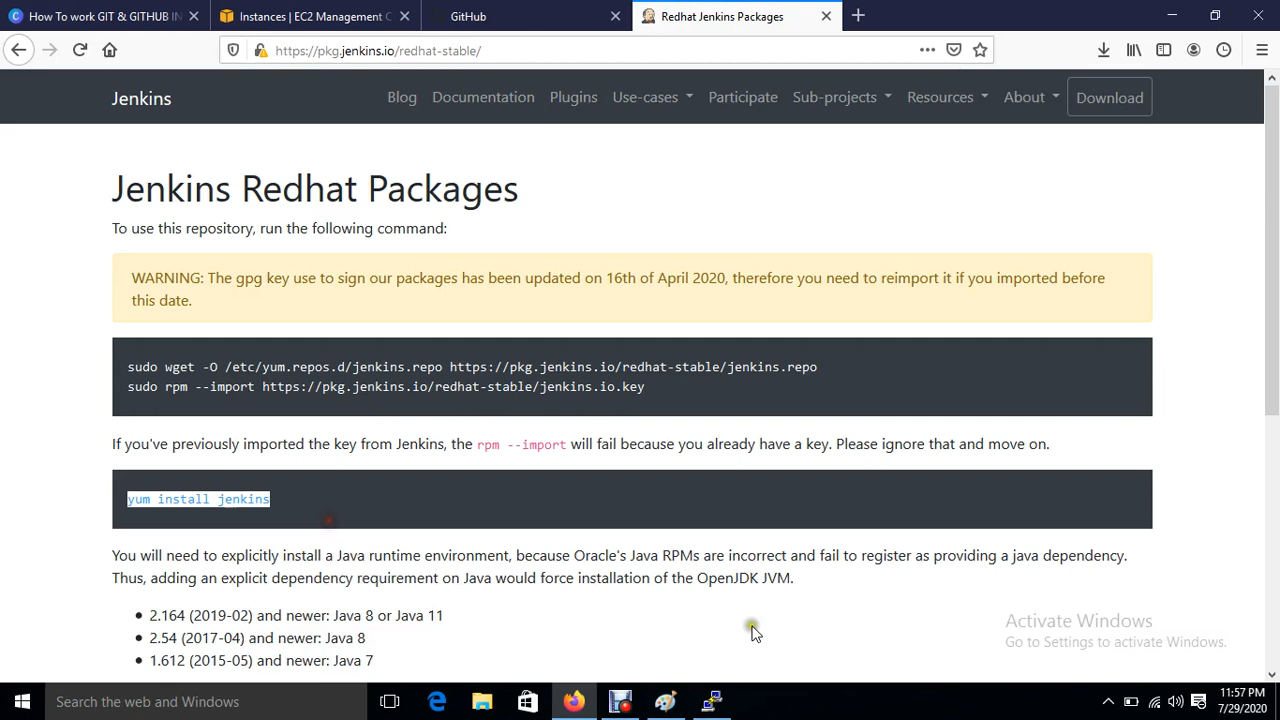 How To work GIT & GITHUB IN
Instances | EC2 Management C
GitHub
Redhat Jenkins Packages
https://pkg.jenkins.io/redhat-stable/
Jenkins
Blog
Documentation
Plugins
Use-cases
Participate
Sub-projects
Resources
About
Download
Jenkins Redhat Packages
To use this repository, run the following command:
WARNING: The gpg key use to sign our packages has been updated on 16th of April 2020, therefore you need to reimport it if you imported before
this date.
sudo wget -O /etc/yum.repos.d/jenkins.repo https://pkg.jenkins.io/redhat-stable/jenkins.repo
sudo rpm --import https://pkg.jenkins.io/redhat-stable/jenkins.io.key
If you've previously imported the key from Jenkins, the rpm --import will fail because you already have a key. Please ignore that and move on.
yum install jenkins
You will need to explicitly install a Java runtime environment, because Oracle's Java RPMs are incorrect and fail to register as providing a java dependency.
Thus, adding an explicit dependency requirement on Java would force installation of the OpenJDK JVM.
• 2.164 (2019-02) and newer: Java 8 or Java 11
• 2.54 (2017-04) and newer: Java 8
• 1.612 (2015-05) and newer: Java 7
Activate Windows
Go to Settings to activate Windows.
Search the web and Windows
11:57 PM
7/29/2020